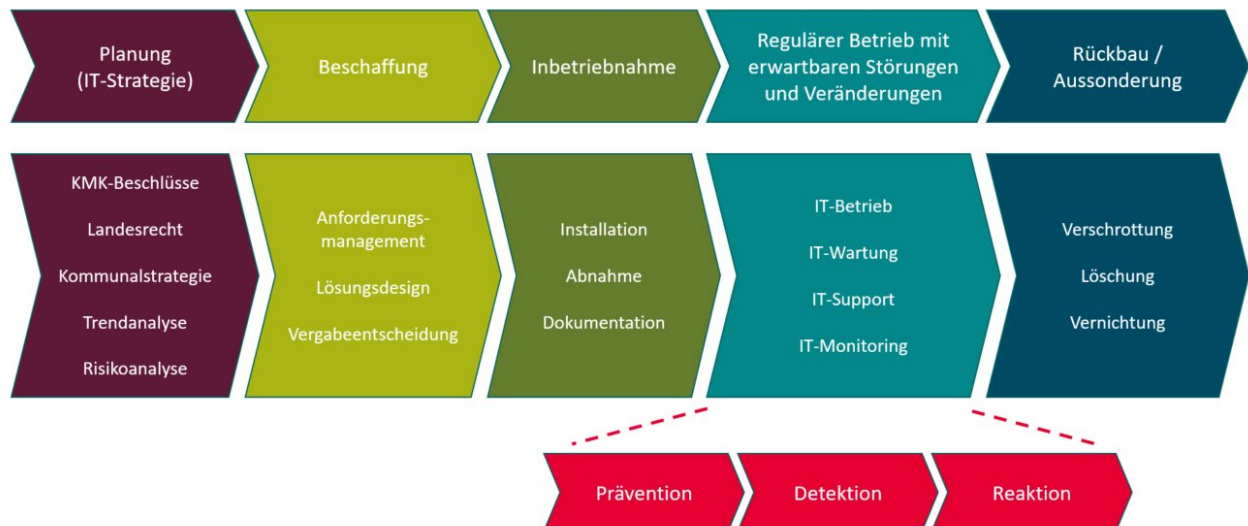 Planung
(IT-Strategie)
Beschaffung
Inbetriebnahme
Regulärer Betrieb mit
erwartbaren Störungen
und Veränderungen
Rückbau /
Aussonderung
KMK-Beschlüsse
Landesrecht
Kommunalstrategie
Trendanalyse
Risikoanalyse
Anforderungs-
management
Lösungsdesign
Vergabeentscheidung
Installation
Abnahme
Dokumentation
IT-Betrieb
IT-Wartung
IT-Support
IT-Monitoring
Verschrottung
Löschung
Vernichtung
Prävention
Detektion
Reaktion